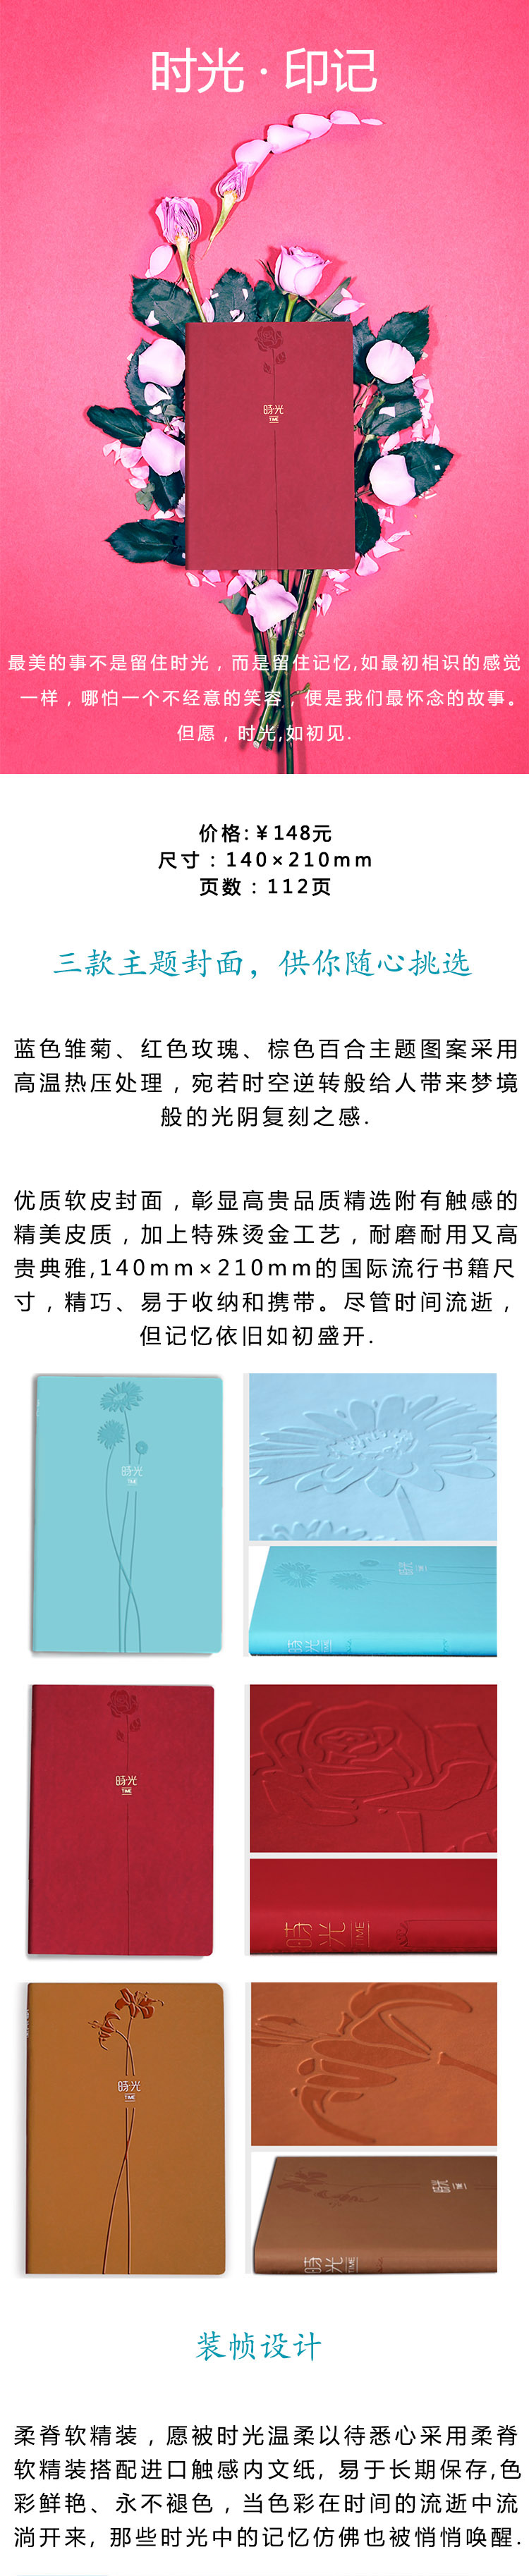 时光·印记
時光
TIME
最美的事不是留住时光，而是留住记忆,如最初相识的感觉
一样，哪怕一个不经意的笑容，便是我们最怀念的故事。
但愿，时光,如初见.
价格:￥148元
尺寸：140×210mm
页数：112页
三款主题封面，供你随心挑选
蓝色雏菊、红色玫瑰、棕色百合主题图案采用
高温热压处理，宛若时空逆转般给人带来梦境
般的光阴复刻之感.
优质软皮封面，彰显高贵品质精选附有触感的
精美皮质，加上特殊烫金工艺，耐磨耐用又高
贵典雅,140mm×210mm的国际流行书籍尺
寸，精巧、易于收纳和携带。尽管时间流逝，
但记忆依旧如初盛开.
時光
TIME
時光
時光
時光
TIME
時光
TIME
時光
TIME
時光
時光
TIME
装帧设计
柔脊软精装，愿被时光温柔以待悉心采用柔脊
软精装搭配进口触感内文纸, 易于长期保存,色
彩鲜艳、永不褪色，当色彩在时间的流逝中流
淌开来, 那些时光中的记忆仿佛也被悄悄唤醒.